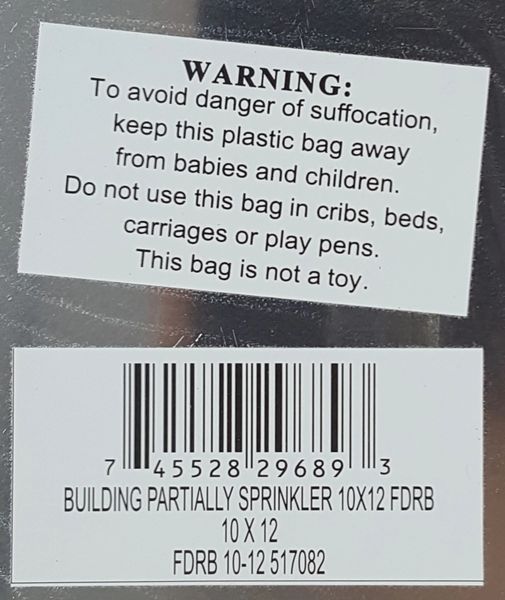 WARNING:
To avoid danger of suffocation,
keep this plastic bag away
from babies and children.
Do not use this bag in cribs, beds,
carriages or play pens.
This bag is not a toy.
7 45528 29689 3
BUILDING PARTIALLY SPRINKLER 10X12 FDRB
10 X 12
FDRB 10-12 517082